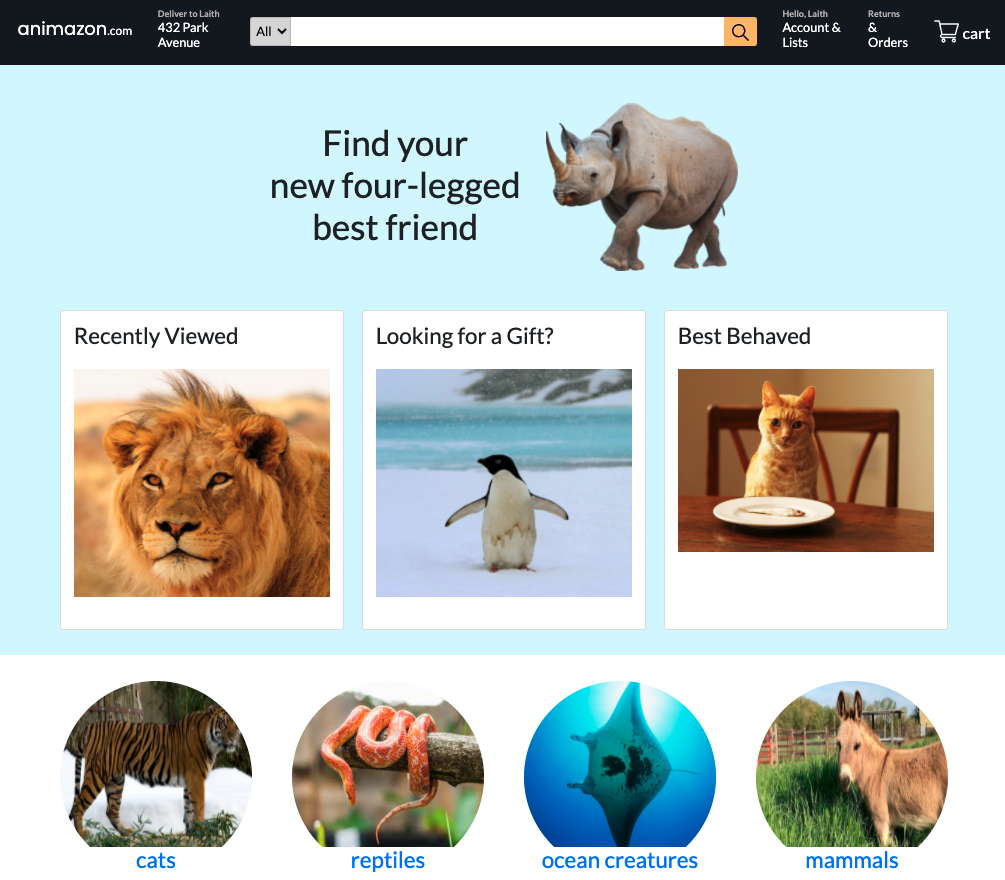 animazon.com
Deliver to Laith
432 Park
Avenue
All
Hello, Laith
Account &
Lists
Returns
&
Orders
cart
Find your
new four-legged
best friend
Recently Viewed
Looking for a Gift?
Best Behaved
cats
reptiles
ocean creatures
mammals